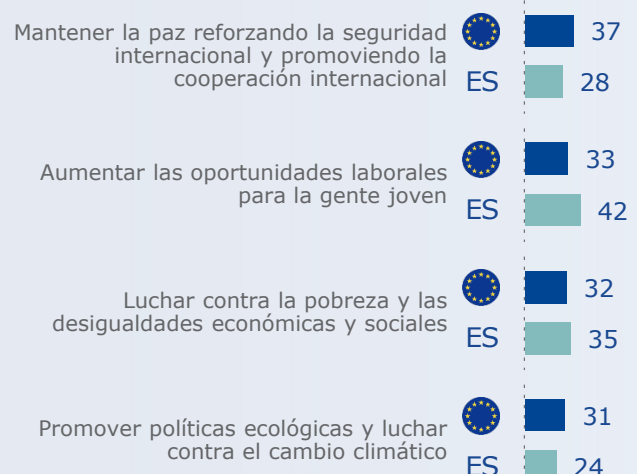 Mantener la paz reforzando la seguridad
internacional y promoviendo la
cooperación internacional
37
ES 28
Aumentar las oportunidades laborales
para la gente joven
33
ES 42
Luchar contra la pobreza y las
desigualdades económicas y sociales
32
ES 35
Promover políticas ecológicas y luchar
contra el cambio climático
31
ES 24